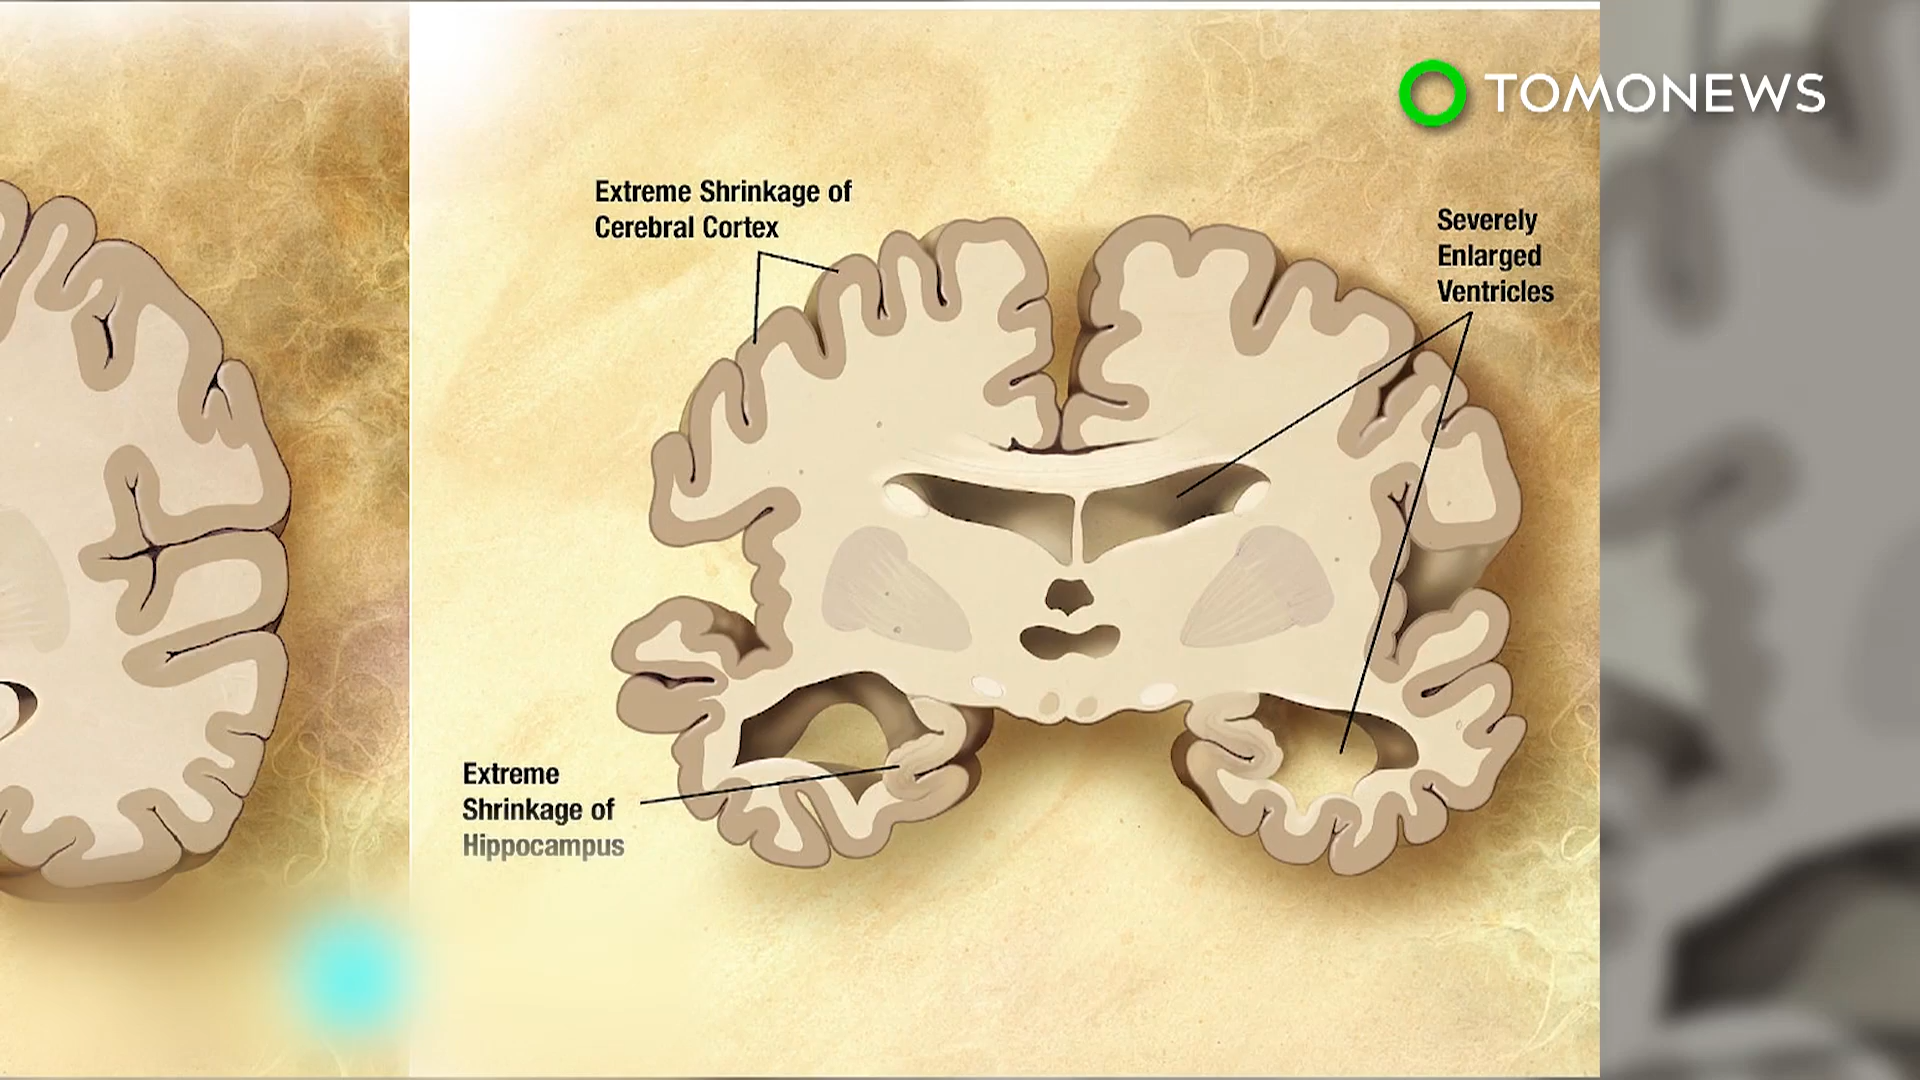 TOMONEWS
Extreme Shrinkage of
Cerebral Cortex
Severely
Enlarged
Ventricles
Extreme
Shrinkage of
Hippocampus